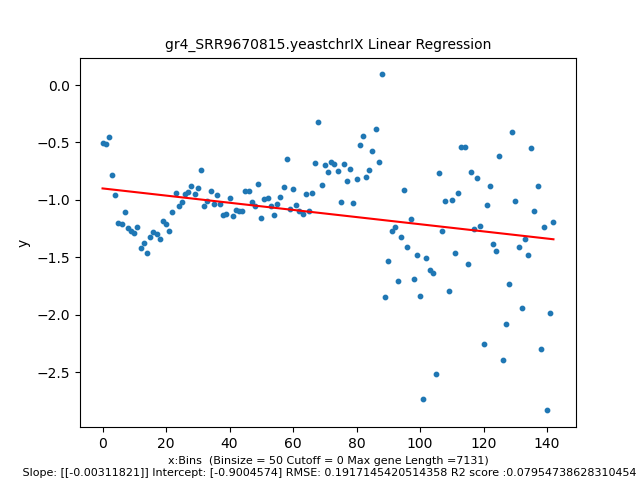 gr4_SRR9670815.yeastchrIX Linear Regression
0.0
−0.5
−1.0
−1.5
−2.0
−2.5
y
0 20 40 60 80 100 120 140
x:Bins (Binsize = 50 Cutoff = 0 Max gene Length =7131)
Slope: [[-0.00311821]] Intercept: [-0.9004574] RMSE: 0.1917145420514358 R2 score :0.07954738628310454